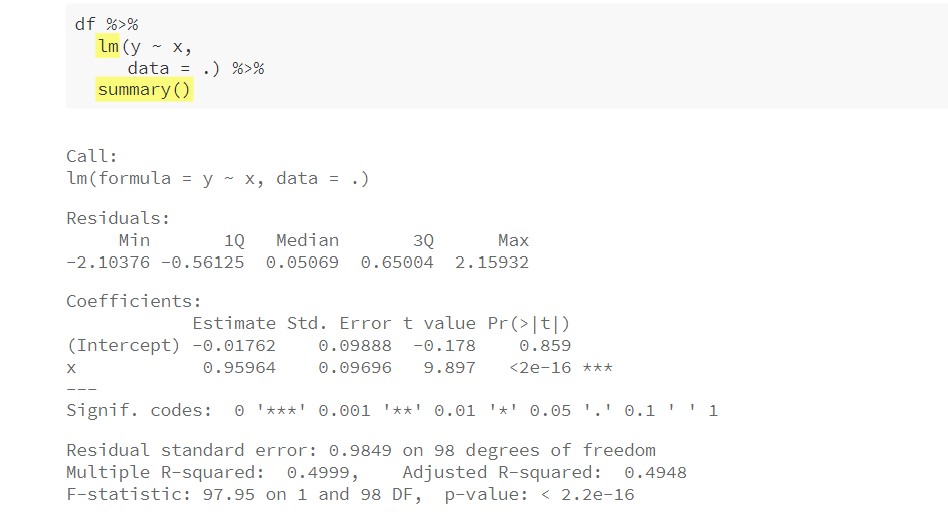 df %>%
  lm(y ~ x,
     data = .) %>%
  summary()

Call:
lm(formula = y ~ x, data = .)

Residuals:
     Min       1Q   Median       3Q      Max
-2.10376 -0.56125  0.05069  0.65004  2.15932

Coefficients:
            Estimate Std. Error t value Pr(>|t|)
(Intercept) -0.01762    0.09888  -0.178    0.859
x            0.95964    0.09696   9.897   <2e-16 ***
---
Signif. codes:  0 '***' 0.001 '**' 0.01 '*' 0.05 '.' 0.1 ' ' 1

Residual standard error: 0.9849 on 98 degrees of freedom
Multiple R-squared:  0.4999,    Adjusted R-squared:  0.4948
F-statistic: 97.95 on 1 and 98 DF,  p-value: < 2.2e-16